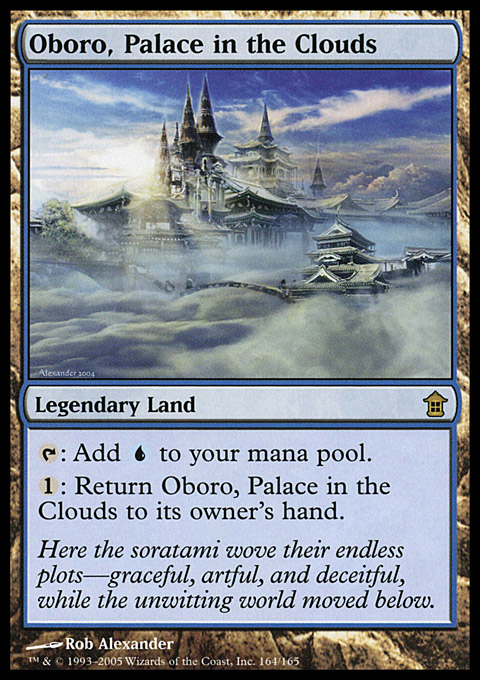 Oboro, Palace in the Clouds
Alexander 2004
Legendary Land
: Add to your mana pool.
1: Return Oboro, Palace in the
Clouds to its owner's hand.
Here the soratami wove their endless
plots—graceful, artful, and deceitful,
while the unwitting world moved below.
Rob Alexander
™ & © 1993–2005 Wizards of the Coast, Inc. 164/165